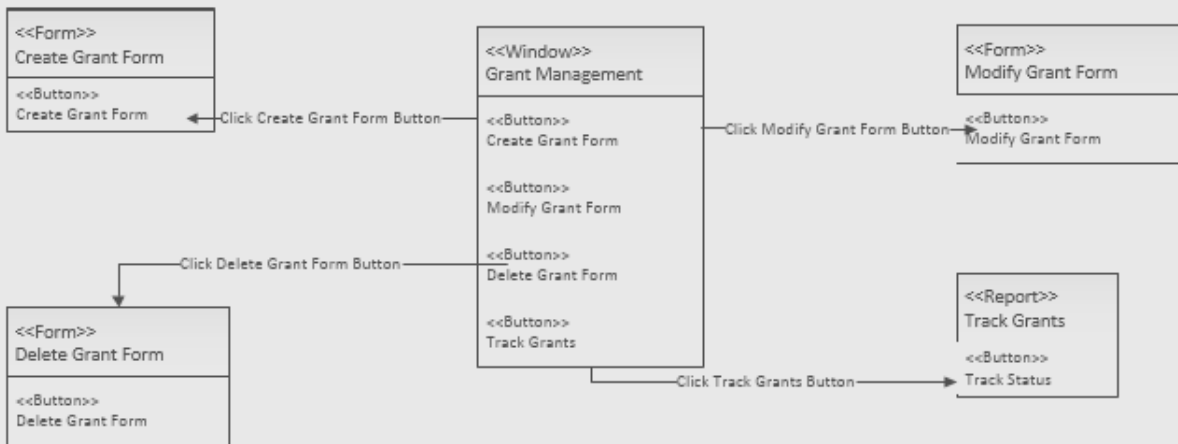 <<Form>>
Create Grant Form
<<Button>>
Create Grant Form
Click Create Grant Form Button
<<Window>>
Grant Management
<<Button>>
Create Grant Form
<<Button>>
Modify Grant Form
<<Button>>
Delete Grant Form
<<Button>>
Track Grants
Click Modify Grant Form Button
<<Form>>
Modify Grant Form
<<Button>>
Modify Grant Form
Click Delete Grant Form Button
<<Form>>
Delete Grant Form
<<Button>>
Delete Grant Form
Click Track Grants Button
<<Report>>
Track Grants
<<Button>>
Track Status